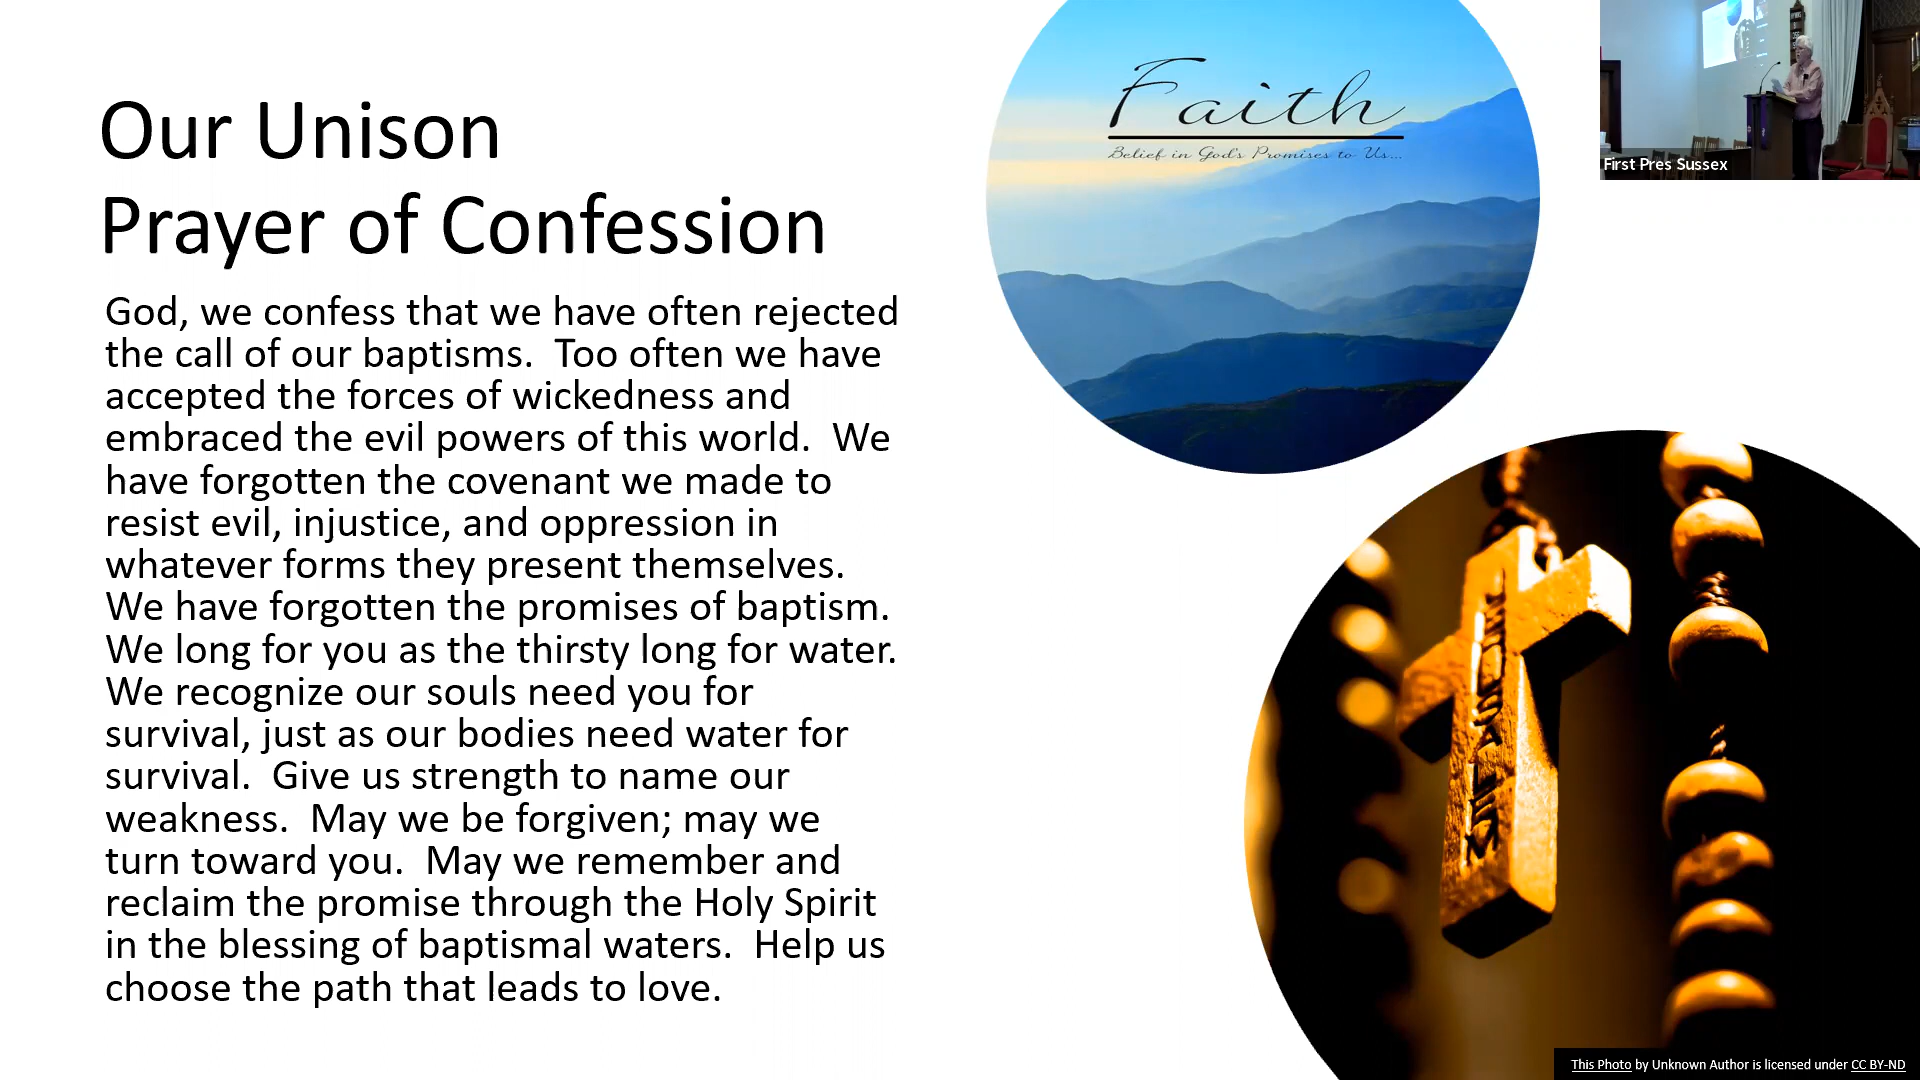 Our Unison
Prayer of Confession
God, we confess that we have often rejected
the call of our baptisms.  Too often we have
accepted the forces of wickedness and
embraced the evil powers of this world.  We
have forgotten the covenant we made to
resist evil, injustice, and oppression in
whatever forms they present themselves.
We have forgotten the promises of baptism.
We long for you as the thirsty long for water.
We recognize our souls need you for
survival, just as our bodies need water for
survival.  Give us strength to name our
weakness.  May we be forgiven; may we
turn toward you.  May we remember and
reclaim the promise through the Holy Spirit
in the blessing of baptismal waters.  Help us
choose the path that leads to love.
Faith
Belief in God's Promises to Us...
First Pres Sussex
JERUSALEM
This Photo by Unknown Author is licensed under CC BY-ND